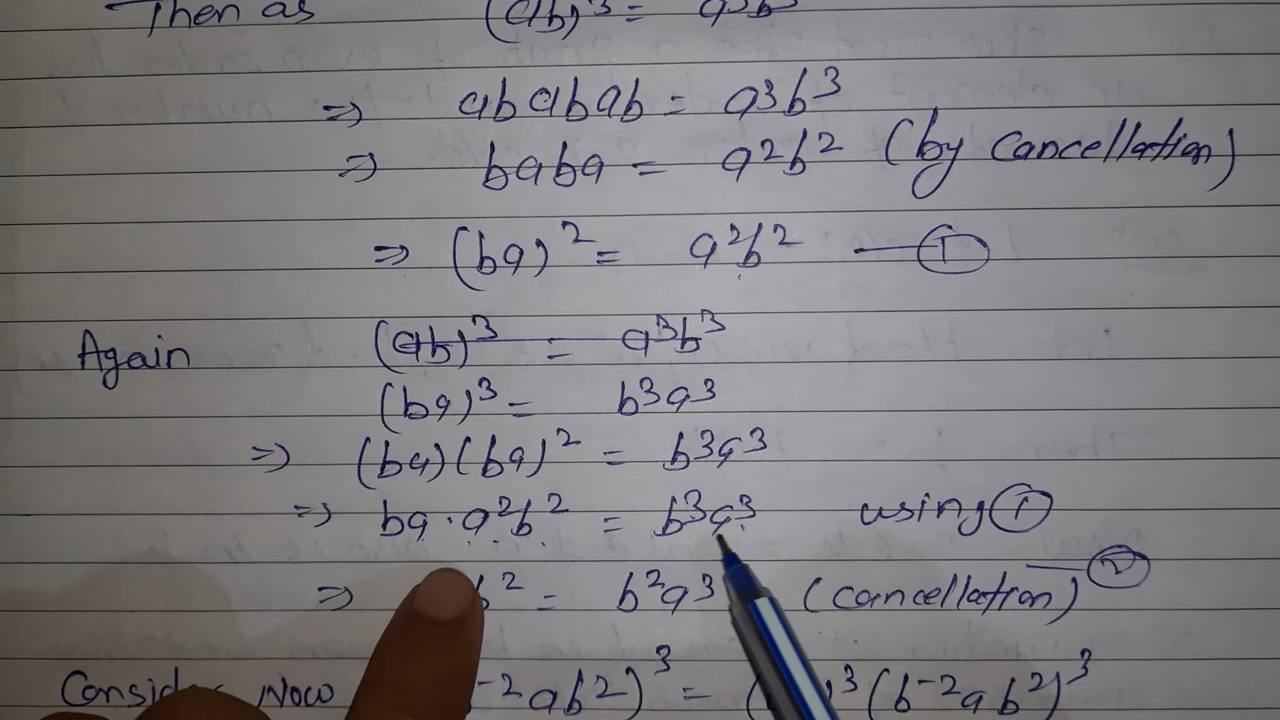 Then as (ab)³ = a³b³
⇒ ababab = a³b³
⇒ baba = a²b² (by Cancellation)
⇒ (ba)² = a²b² — ①
Again (ab)³ = a³b³
(ba)³ = b³a³
⇒ (ba)(ba)² = b³a³
⇒ ba·a²b² = b³a³ using ①
⇒ b² = b²a³ (Cancellation) — ②
Now ⁻²ab²)³ = ( )³(b⁻²ab²)³